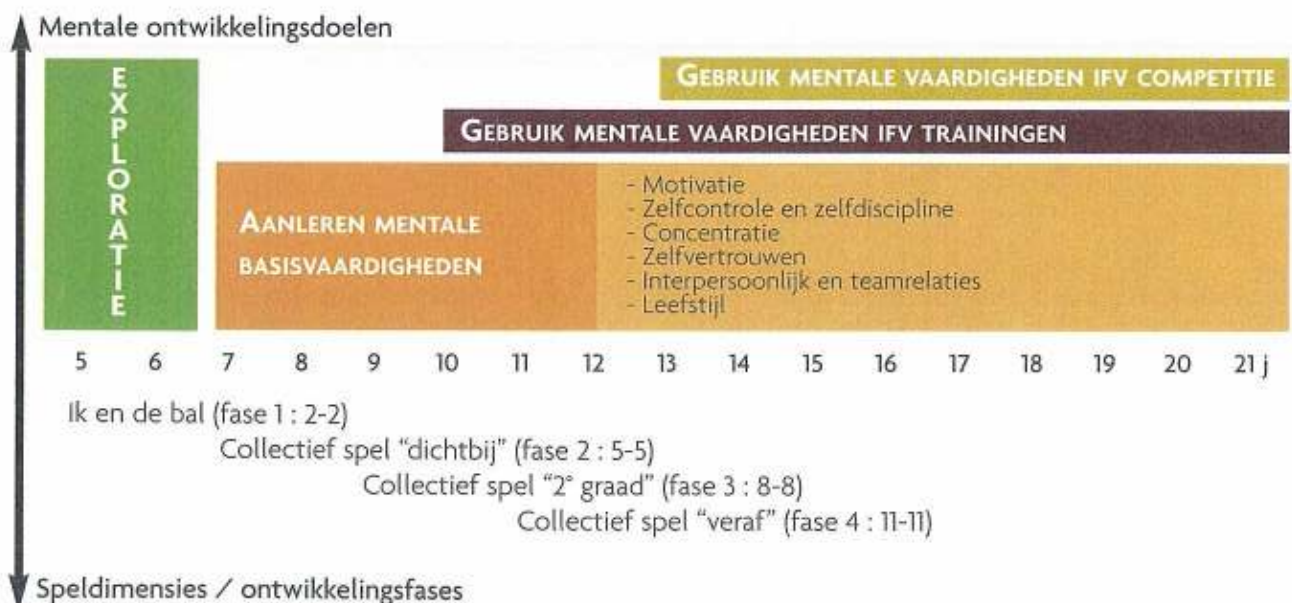 Mentale ontwikkelingsdoelen
EXPLORATIE
GEBRUIK MENTALE VAARDIGHEDEN IFV COMPETITIE
GEBRUIK MENTALE VAARDIGHEDEN IFV TRAININGEN
AANLEREN MENTALE
BASISVAARDIGHEDEN
- Motivatie
- Zelfcontrole en zelfdiscipline
- Concentratie
- Zelfvertrouwen
- Interpersoonlijk en teamrelaties
- Leefstijl
5 6 7 8 9 10 11 12 13 14 15 16 17 18 19 20 21 j
Ik en de bal (fase 1 : 2-2)
Collectief spel “dichtbij” (fase 2 : 5-5)
Collectief spel “2° graad” (fase 3 : 8-8)
Collectief spel “veraf” (fase 4 : 11-11)
Speldimensies / ontwikkelingsfases